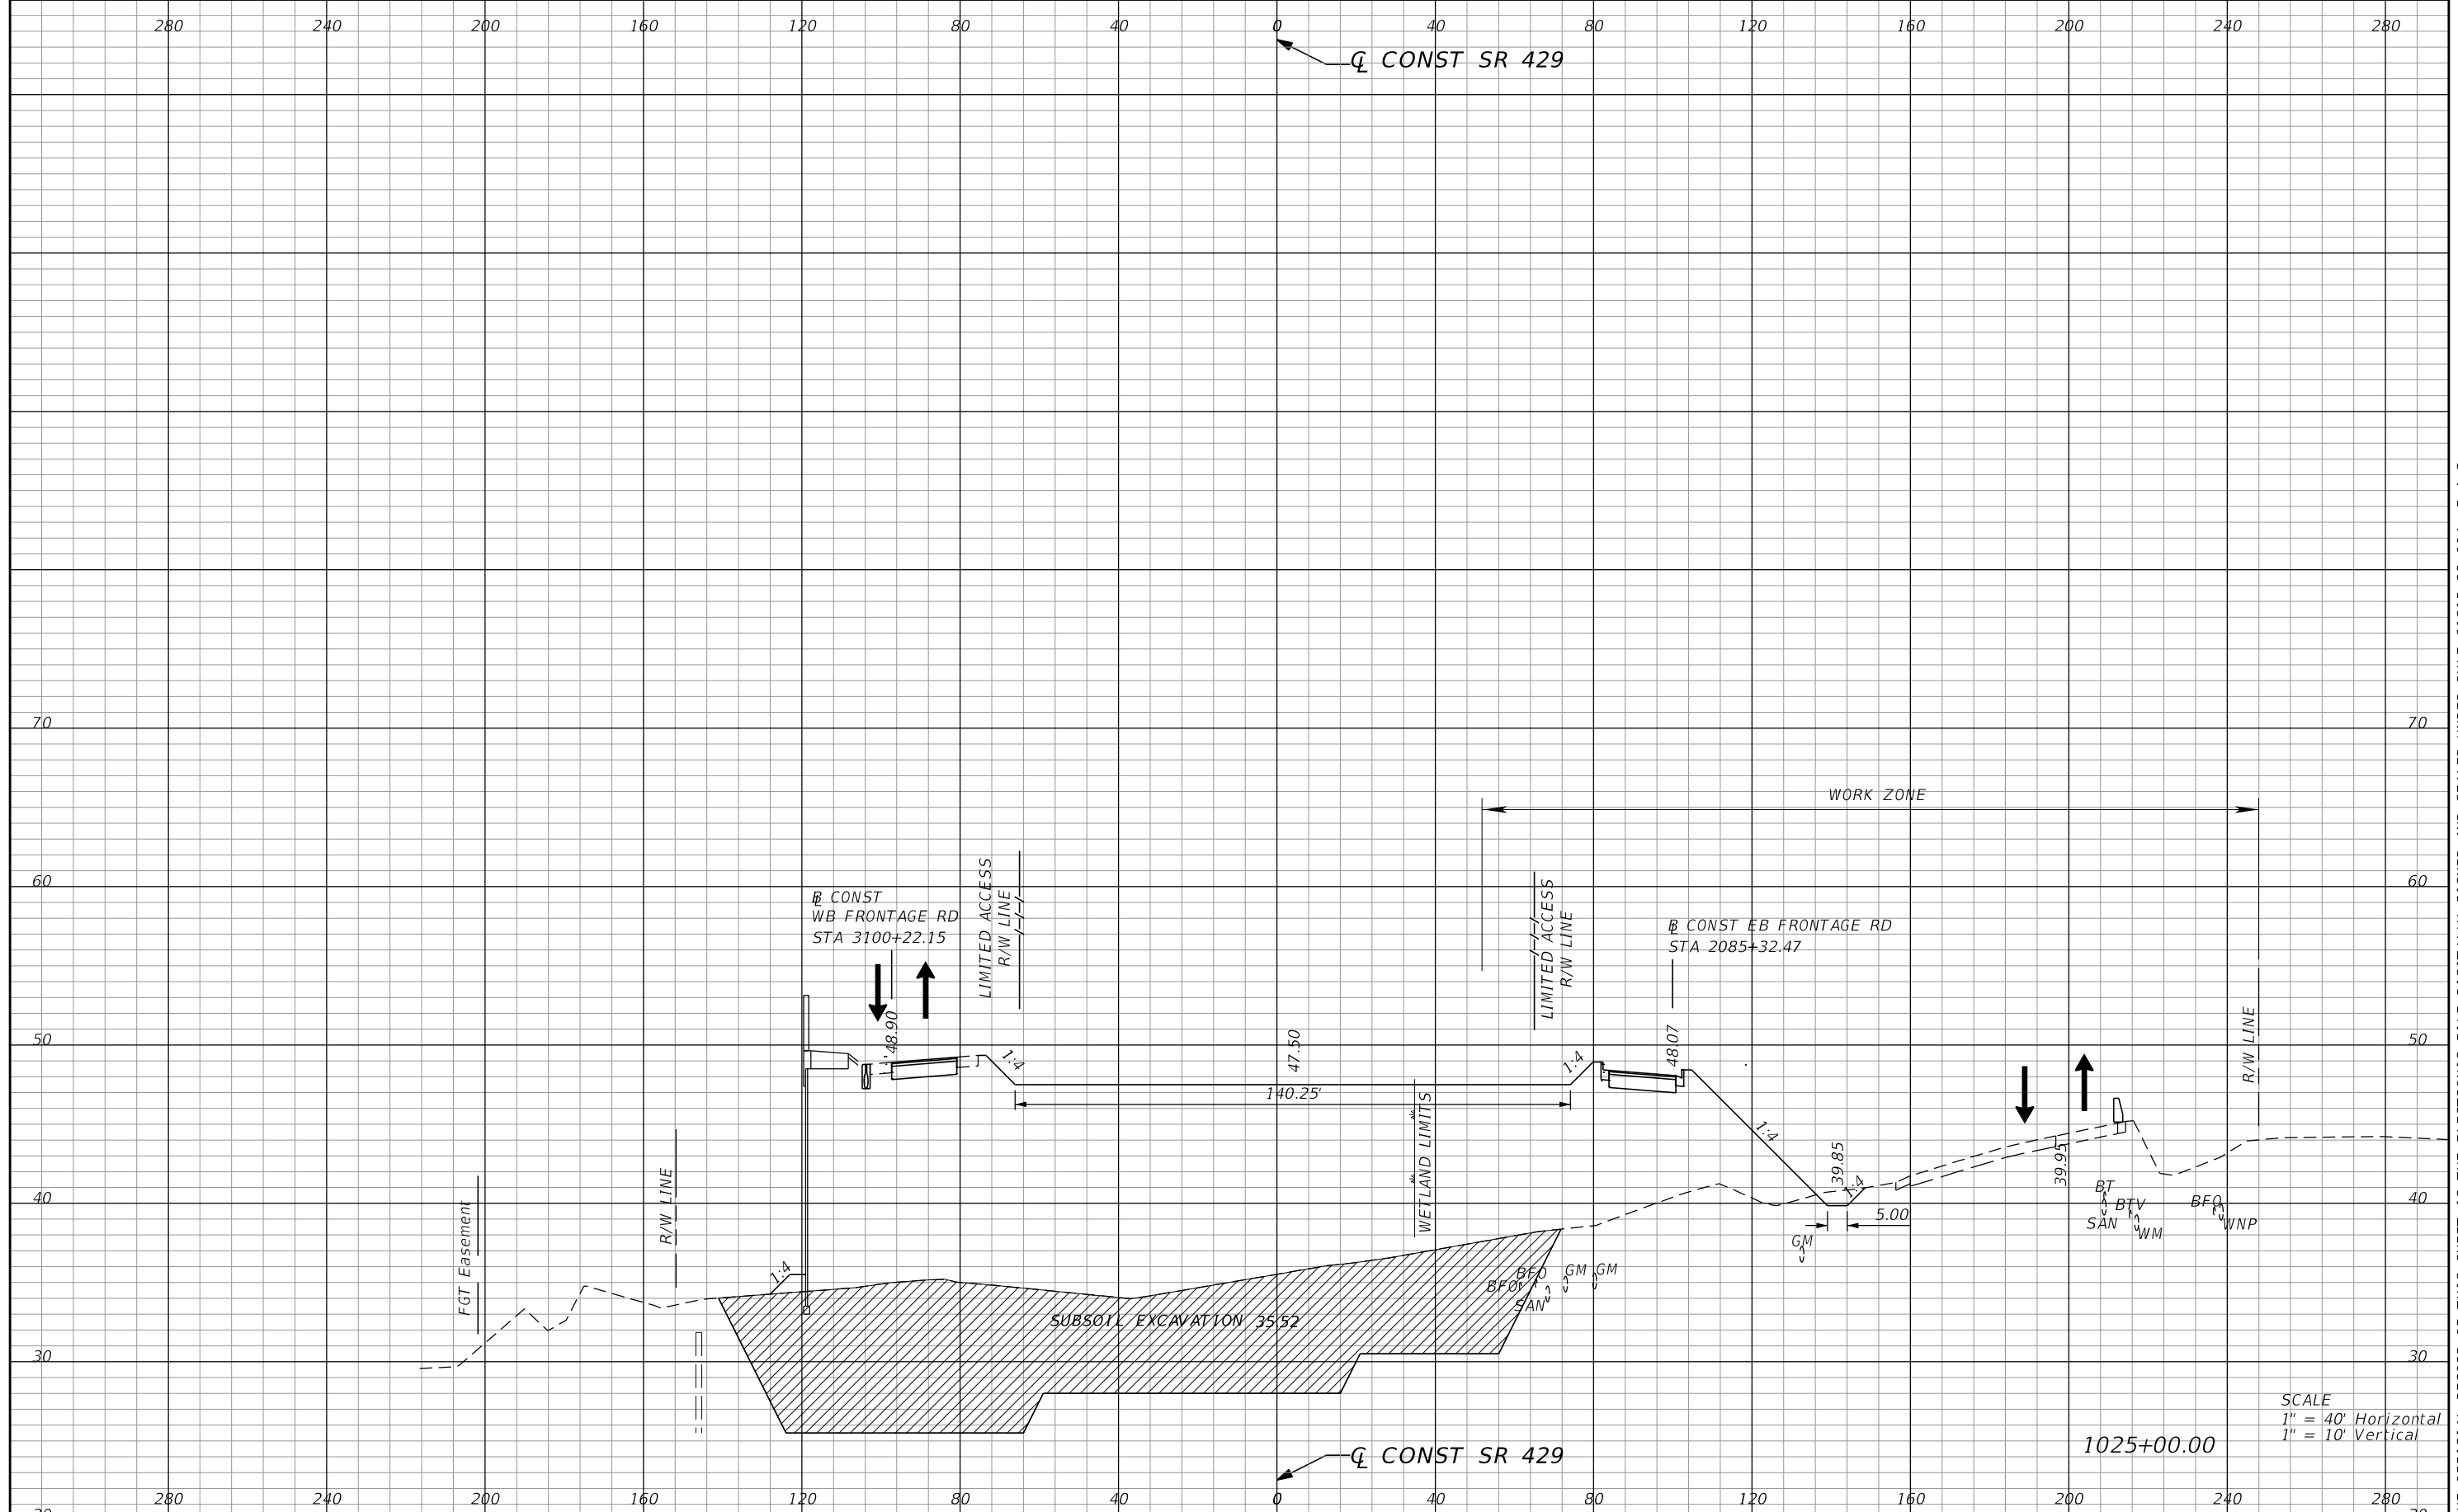 280 240 200 160 120 80 40 0 40 80 120 160 200 240 280
℄ CONST SR 429
70 70
WORK ZONE
60 60
LIMITED ACCESS
R/W LINE
LIMITED ACCESS
R/W LINE
℄ CONST
WB FRONTAGE RD
STA 3100+22.15
℄ CONST EB FRONTAGE RD
STA 2085+32.47
50 50
48.90
1:4
47.50
140.25'
1:4
48.07
R/W LINE
WETLAND LIMITS
1:4
39.85
1:4
39.95
5.00
40 40
FGT Easement
R/W LINE
1:4
BT
SAN
BTV
WM
BFO
WNP
GM
BFO
BFO
SAN
GM
GM
SUBSOIL EXCAVATION 3552
30 30
SCALE
1" = 40' Horizontal
1" = 10' Vertical
1025+00.00
℄ CONST SR 429
280 240 200 160 120 80 40 0 40 80 120 160 200 240 280